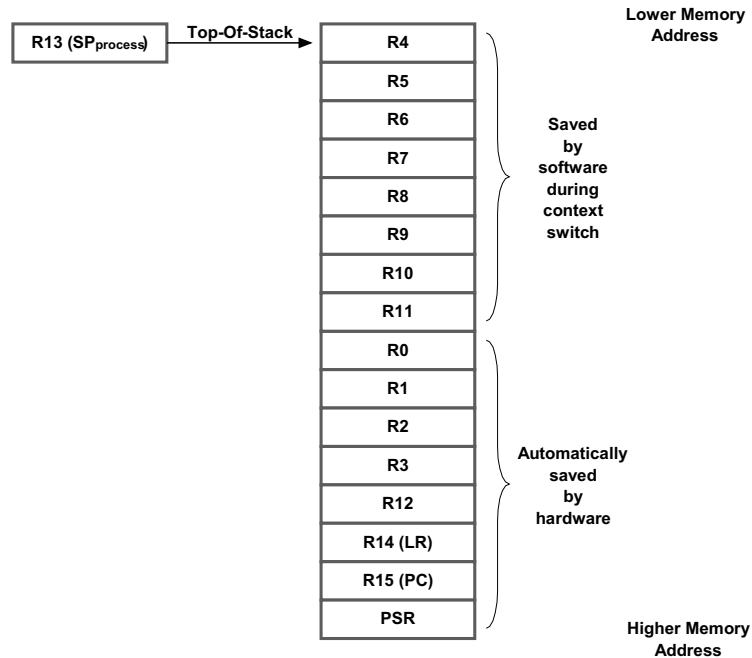 Lower Memory
Address
R13 (SPprocess)
Top-Of-Stack
R4
R5
R6
R7
R8
R9
R10
R11
Saved
by
software
during
context
switch
R0
R1
R2
R3
R12
R14 (LR)
R15 (PC)
PSR
Automatically
saved
by
hardware
Higher Memory
Address